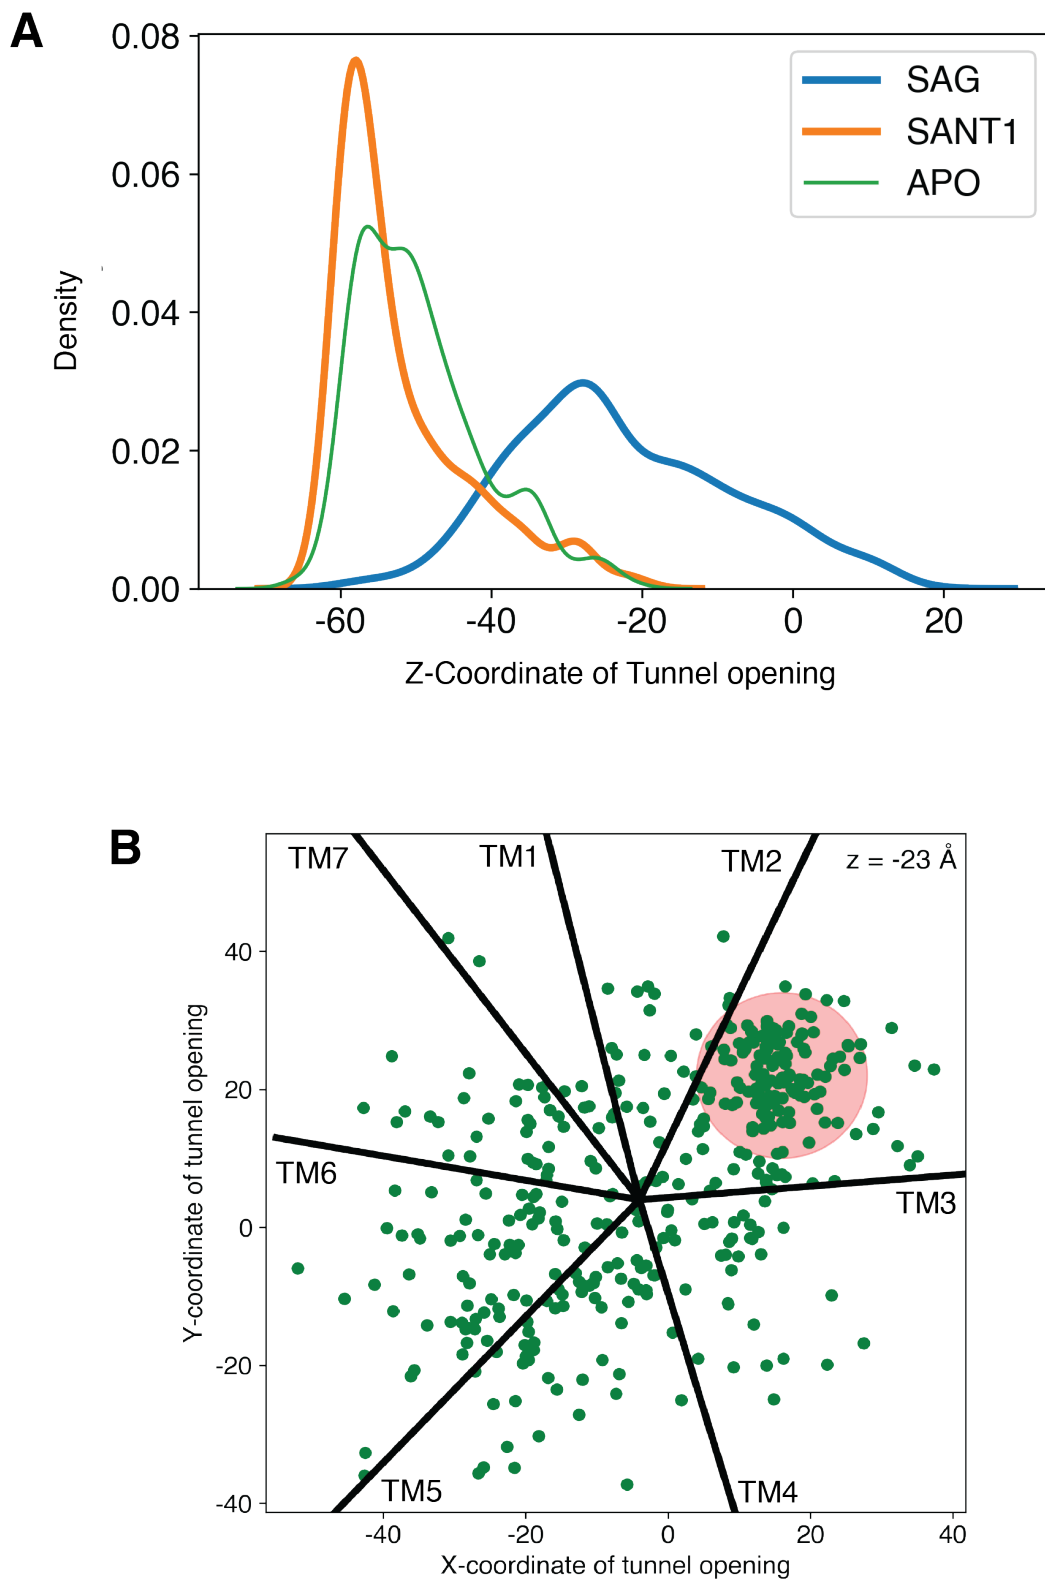 A
0.08
0.06
0.04
0.02
0.00
Density
SAG
SANT1
APO
-60 -40 -20 0 20
Z-Coordinate of Tunnel opening
B
TM7 TM1 TM2 z = -23 Å
TM6
TM3
TM5
TM4
40
20
0
-20
-40
Y-coordinate of tunnel opening
-40 -20 0 20 40
X-coordinate of tunnel opening